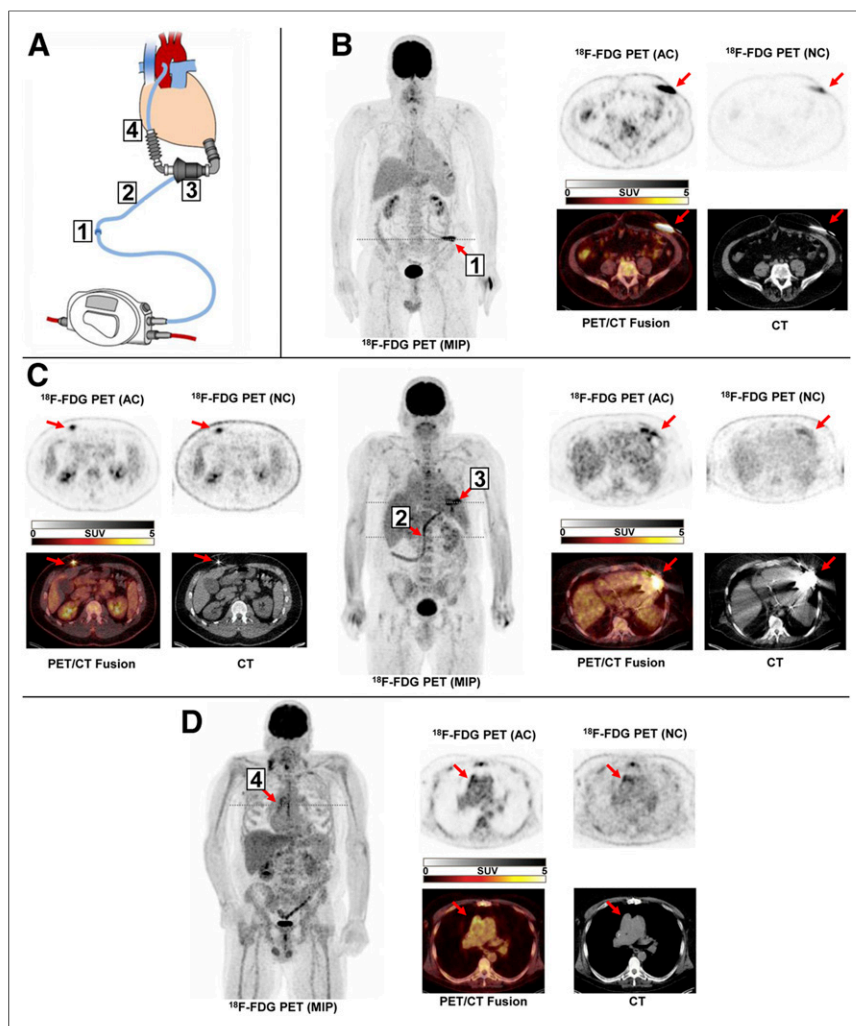 A
4
2
3
1
B
¹⁸F-FDG PET (AC)
¹⁸F-FDG PET (NC)
0 SUV 5
1
PET/CT Fusion
CT
¹⁸F-FDG PET (MIP)
C
¹⁸F-FDG PET (AC)
¹⁸F-FDG PET (NC)
0 SUV 5
PET/CT Fusion
CT
3
2
¹⁸F-FDG PET (MIP)
¹⁸F-FDG PET (AC)
¹⁸F-FDG PET (NC)
0 SUV 5
PET/CT Fusion
CT
D
4
¹⁸F-FDG PET (MIP)
¹⁸F-FDG PET (AC)
¹⁸F-FDG PET (NC)
0 SUV 5
PET/CT Fusion
CT